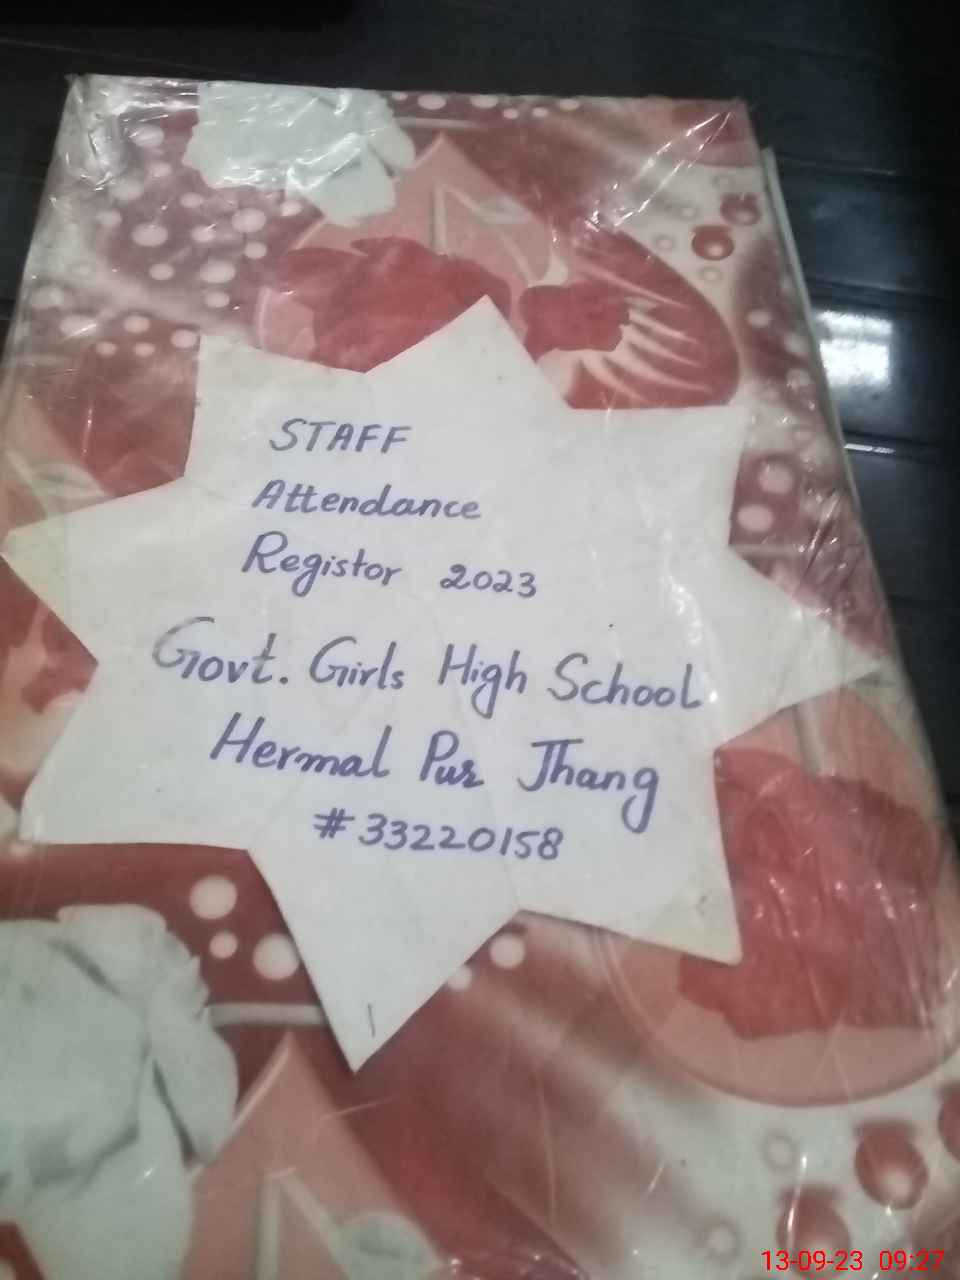 STAFF
Attendance
Registor 2023
Govt. Girls High School
Hermal Pur Jhang
#33220158
13-09-23 09:27